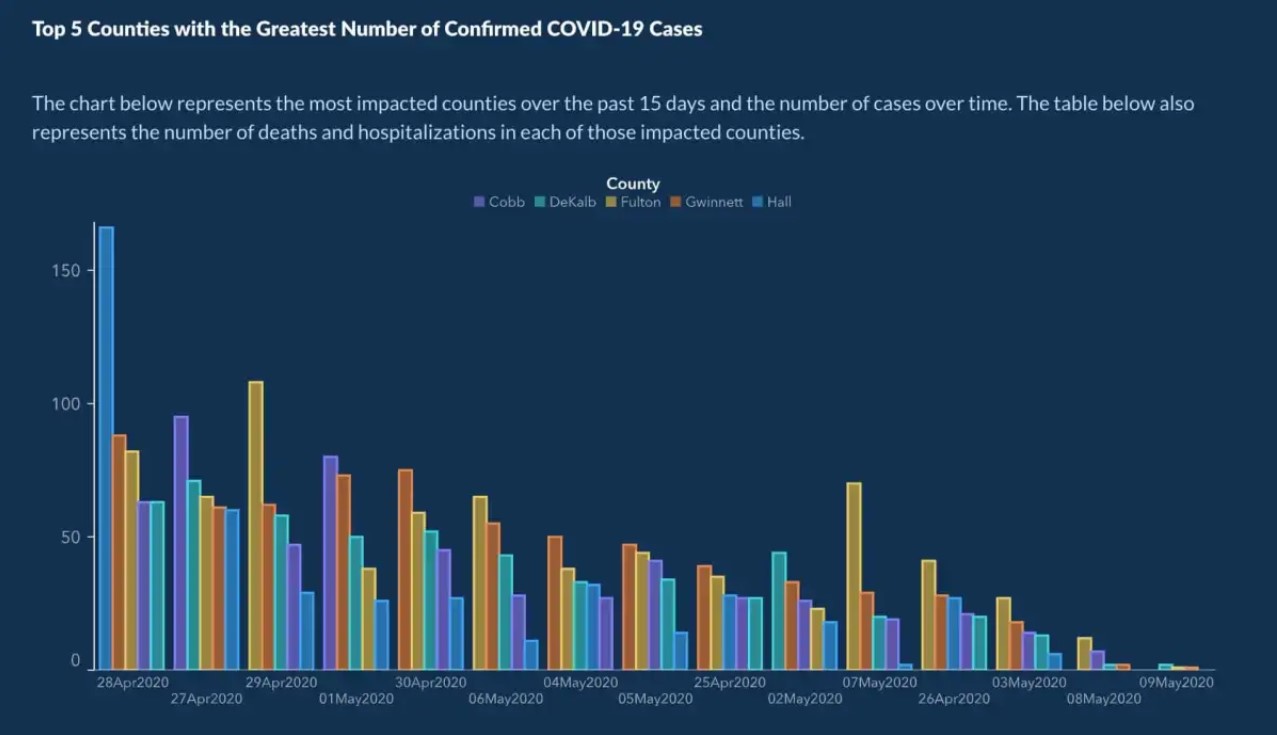 Top 5 Counties with the Greatest Number of Confirmed COVID-19 Cases
The chart below represents the most impacted counties over the past 15 days and the number of cases over time. The table below also
represents the number of deaths and hospitalizations in each of those impacted counties.
County
Cobb DeKalb Fulton Gwinnett Hall
150
100
50
0
28Apr2020 29Apr2020 30Apr2020 04May2020 25Apr2020 07May2020 03May2020 09May2020
27Apr2020 01May2020 06May2020 05May2020 02May2020 26Apr2020 08May2020